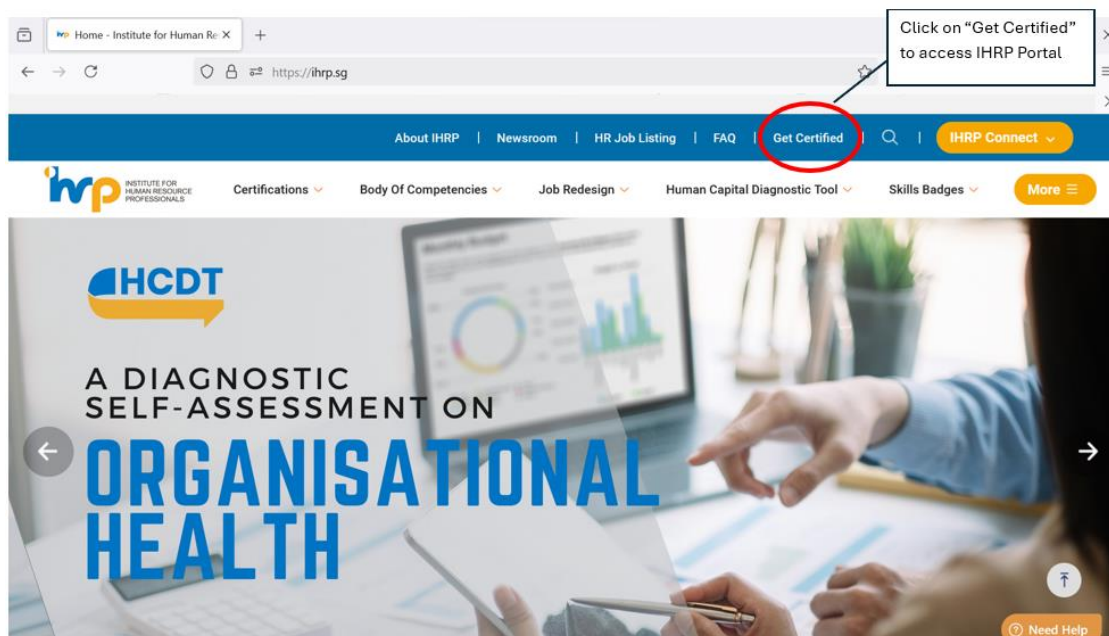 Home - Institute for Human Re
Click on “Get Certified”
to access IHRP Portal
https://ihrp.sg
About IHRP | Newsroom | HR Job Listing | FAQ | Get Certified | | IHRP Connect
ihrp
INSTITUTE FOR
HUMAN RESOURCE
PROFESSIONALS
Certifications Body Of Competencies Job Redesign Human Capital Diagnostic Tool Skills Badges More
HCDT
A DIAGNOSTIC
SELF-ASSESSMENT ON
ORGANISATIONAL
HEALTH
Need Help